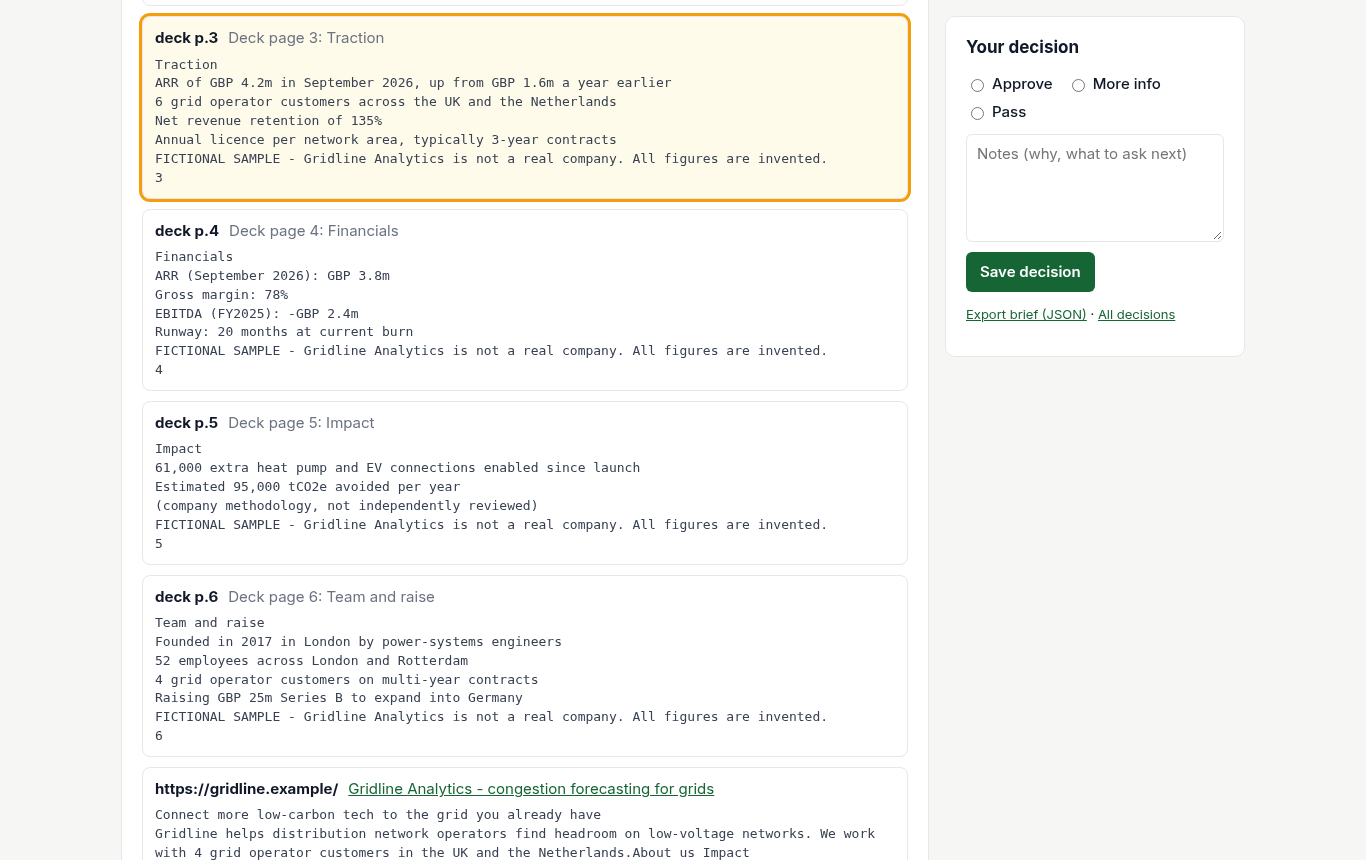 deck p.3 Deck page 3: Traction
Traction
ARR of GBP 4.2m in September 2026, up from GBP 1.6m a year earlier
6 grid operator customers across the UK and the Netherlands
Net revenue retention of 135%
Annual licence per network area, typically 3-year contracts
FICTIONAL SAMPLE - Gridline Analytics is not a real company. All figures are invented.
3
deck p.4 Deck page 4: Financials
Financials
ARR (September 2026): GBP 3.8m
Gross margin: 78%
EBITDA (FY2025): -GBP 2.4m
Runway: 20 months at current burn
FICTIONAL SAMPLE - Gridline Analytics is not a real company. All figures are invented.
4
deck p.5 Deck page 5: Impact
Impact
61,000 extra heat pump and EV connections enabled since launch
Estimated 95,000 tCO2e avoided per year
(company methodology, not independently reviewed)
FICTIONAL SAMPLE - Gridline Analytics is not a real company. All figures are invented.
5
deck p.6 Deck page 6: Team and raise
Team and raise
Founded in 2017 in London by power-systems engineers
52 employees across London and Rotterdam
4 grid operator customers on multi-year contracts
Raising GBP 25m Series B to expand into Germany
FICTIONAL SAMPLE - Gridline Analytics is not a real company. All figures are invented.
6
https://gridline.example/ Gridline Analytics - congestion forecasting for grids
Connect more low-carbon tech to the grid you already have
Gridline helps distribution network operators find headroom on low-voltage networks. We work
with 4 grid operator customers in the UK and the Netherlands.About us Impact
Your decision
Approve More info
Pass
Notes (why, what to ask next)
Save decision
Export brief (JSON) · All decisions